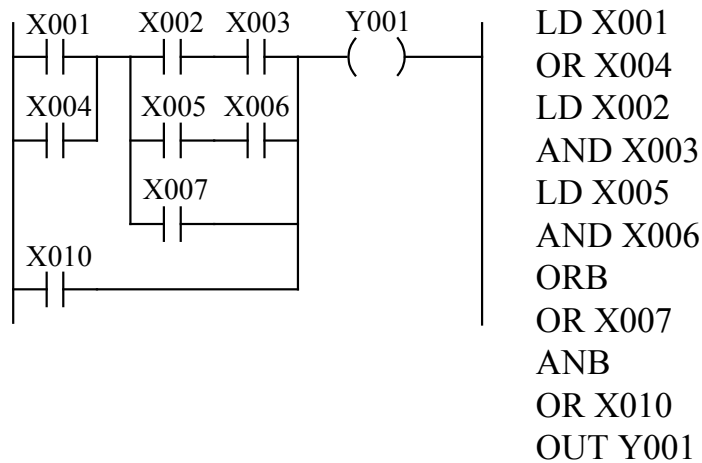 X001 X002 X003 Y001
X004 X005 X006
X007
X010
LD X001
OR X004
LD X002
AND X003
LD X005
AND X006
ORB
OR X007
ANB
OR X010
OUT Y001